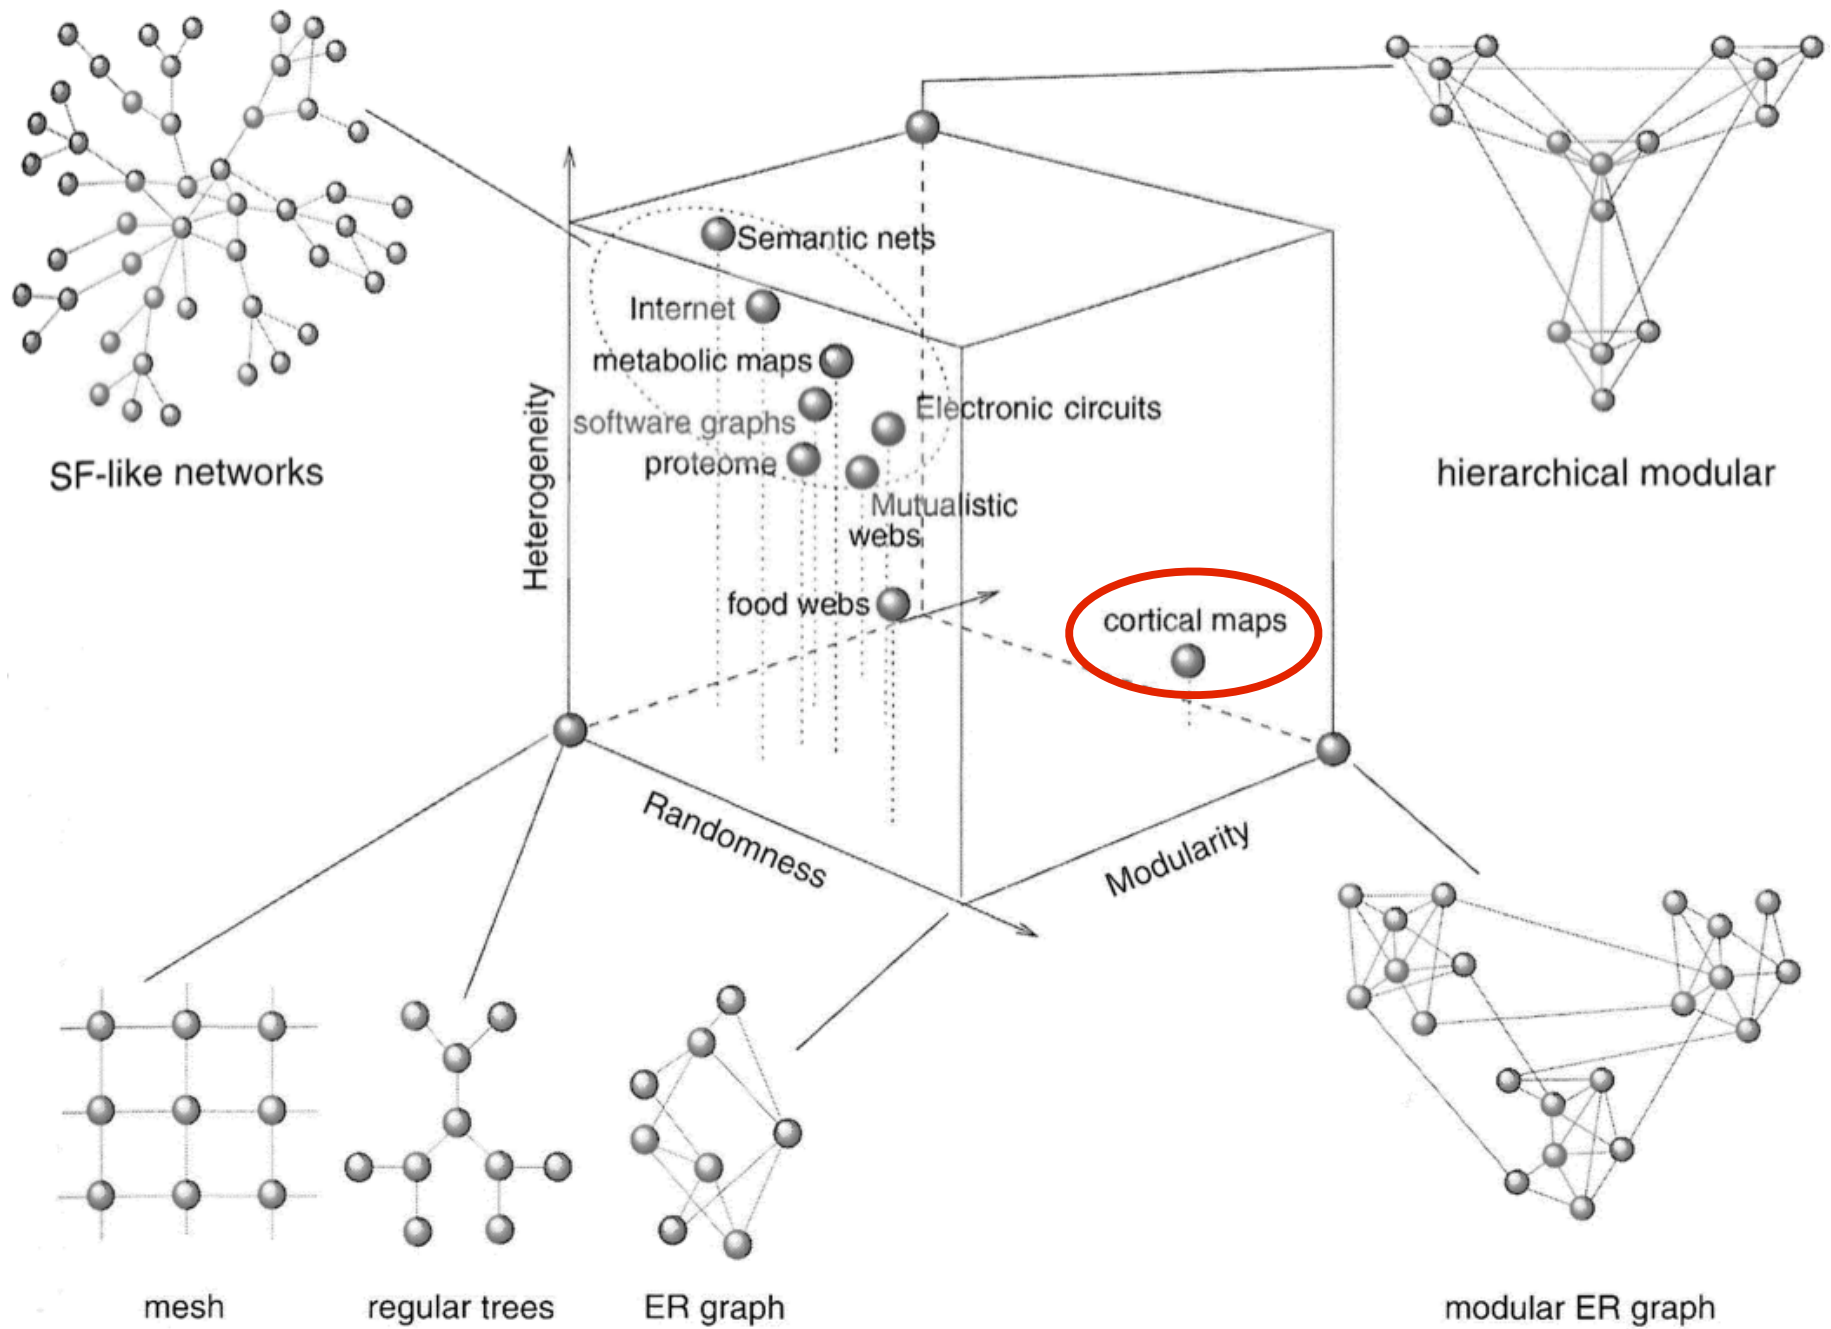 Semantic nets
Internet
metabolic maps
software graphs
Electronic circuits
proteome
Mutualistic
webs
food webs
cortical maps
Heterogeneity
Randomness
Modularity
SF-like networks
hierarchical modular
mesh
regular trees
ER graph
modular ER graph